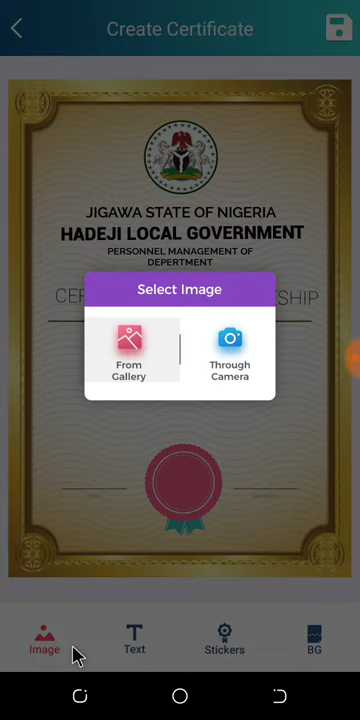 Create Certificate
JIGAWA STATE OF NIGERIA
HADEJI LOCAL GOVERNMENT
PERSONNEL MANAGEMENT OF
DEPERTMENT
Select Image
From
Gallery
Through
Camera
Image
Text
Stickers
BG